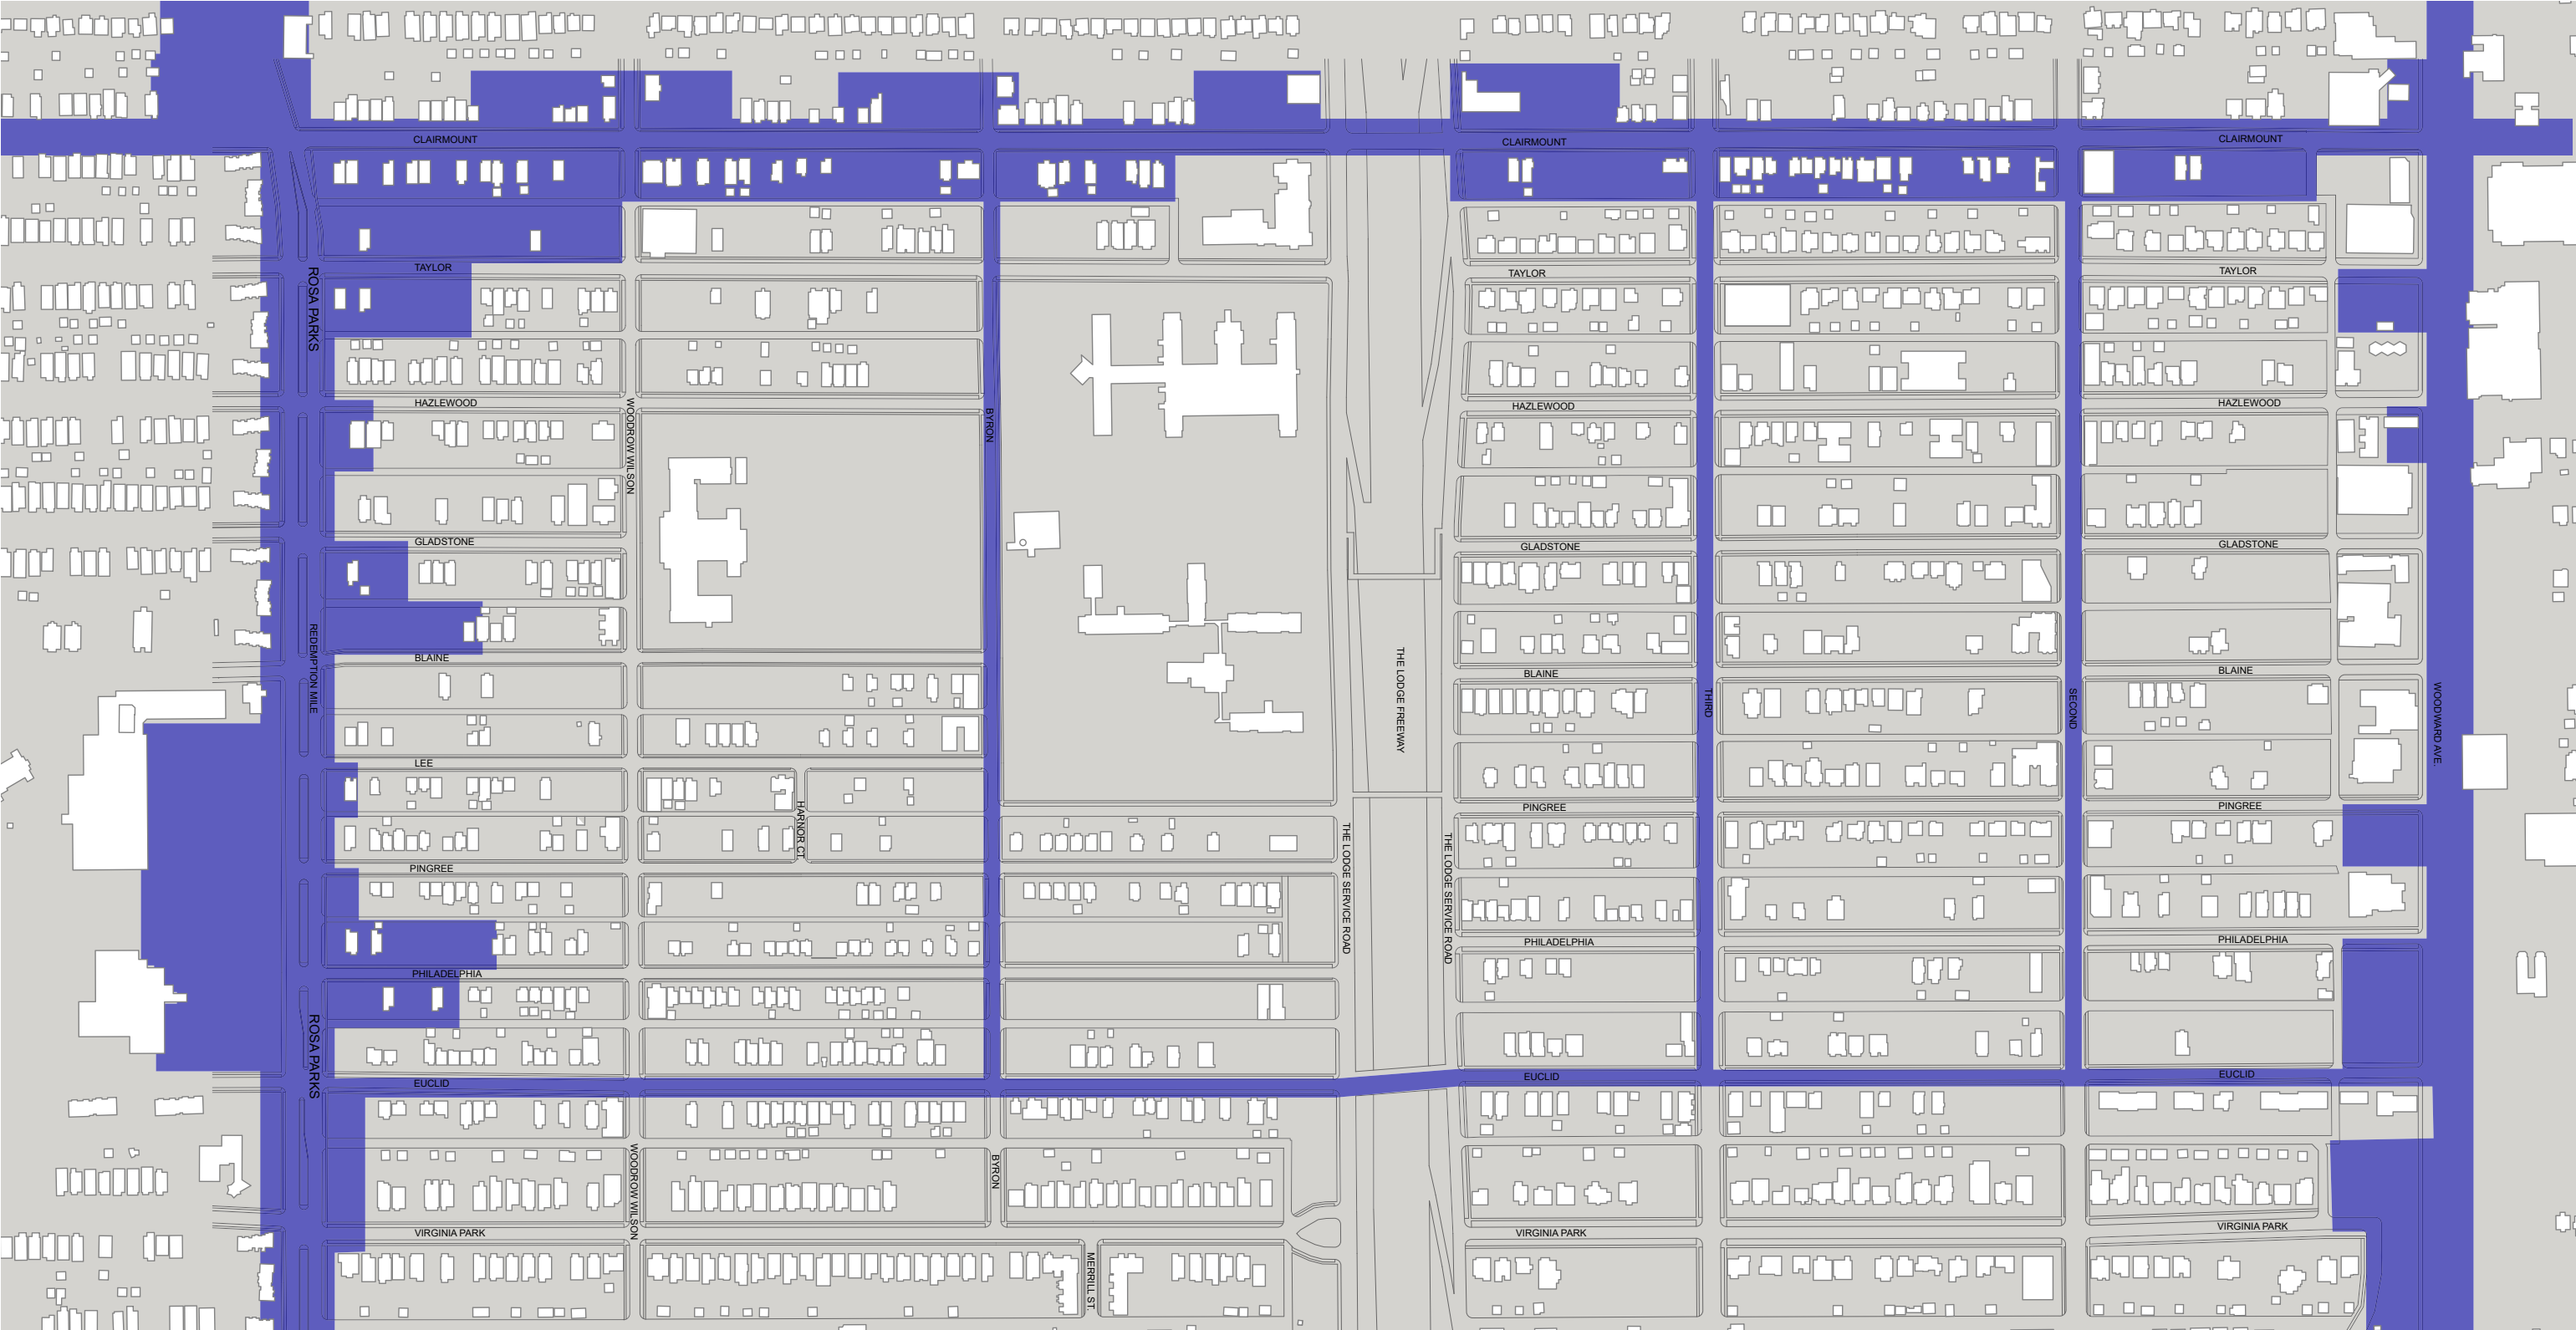 CLAIRMOUNT
CLAIRMOUNT
CLAIRMOUNT
TAYLOR
TAYLOR
TAYLOR
ROSA PARKS
HAZLEWOOD
HAZLEWOOD
HAZLEWOOD
WOODROW WILSON
BYRON
GLADSTONE
GLADSTONE
GLADSTONE
REDEMPTION MILE
BLAINE
BLAINE
BLAINE
THE LODGE FREEWAY
THIRD
SECOND
WOODWARD AVE.
LEE
HARNOR CT.
PINGREE
PINGREE
PINGREE
THE LODGE SERVICE ROAD
THE LODGE SERVICE ROAD
PHILADELPHIA
PHILADELPHIA
PHILADELPHIA
ROSA PARKS
EUCLID
EUCLID
EUCLID
WOODROW WILSON
BYRON
VIRGINIA PARK
VIRGINIA PARK
VIRGINIA PARK
MERRILL ST.